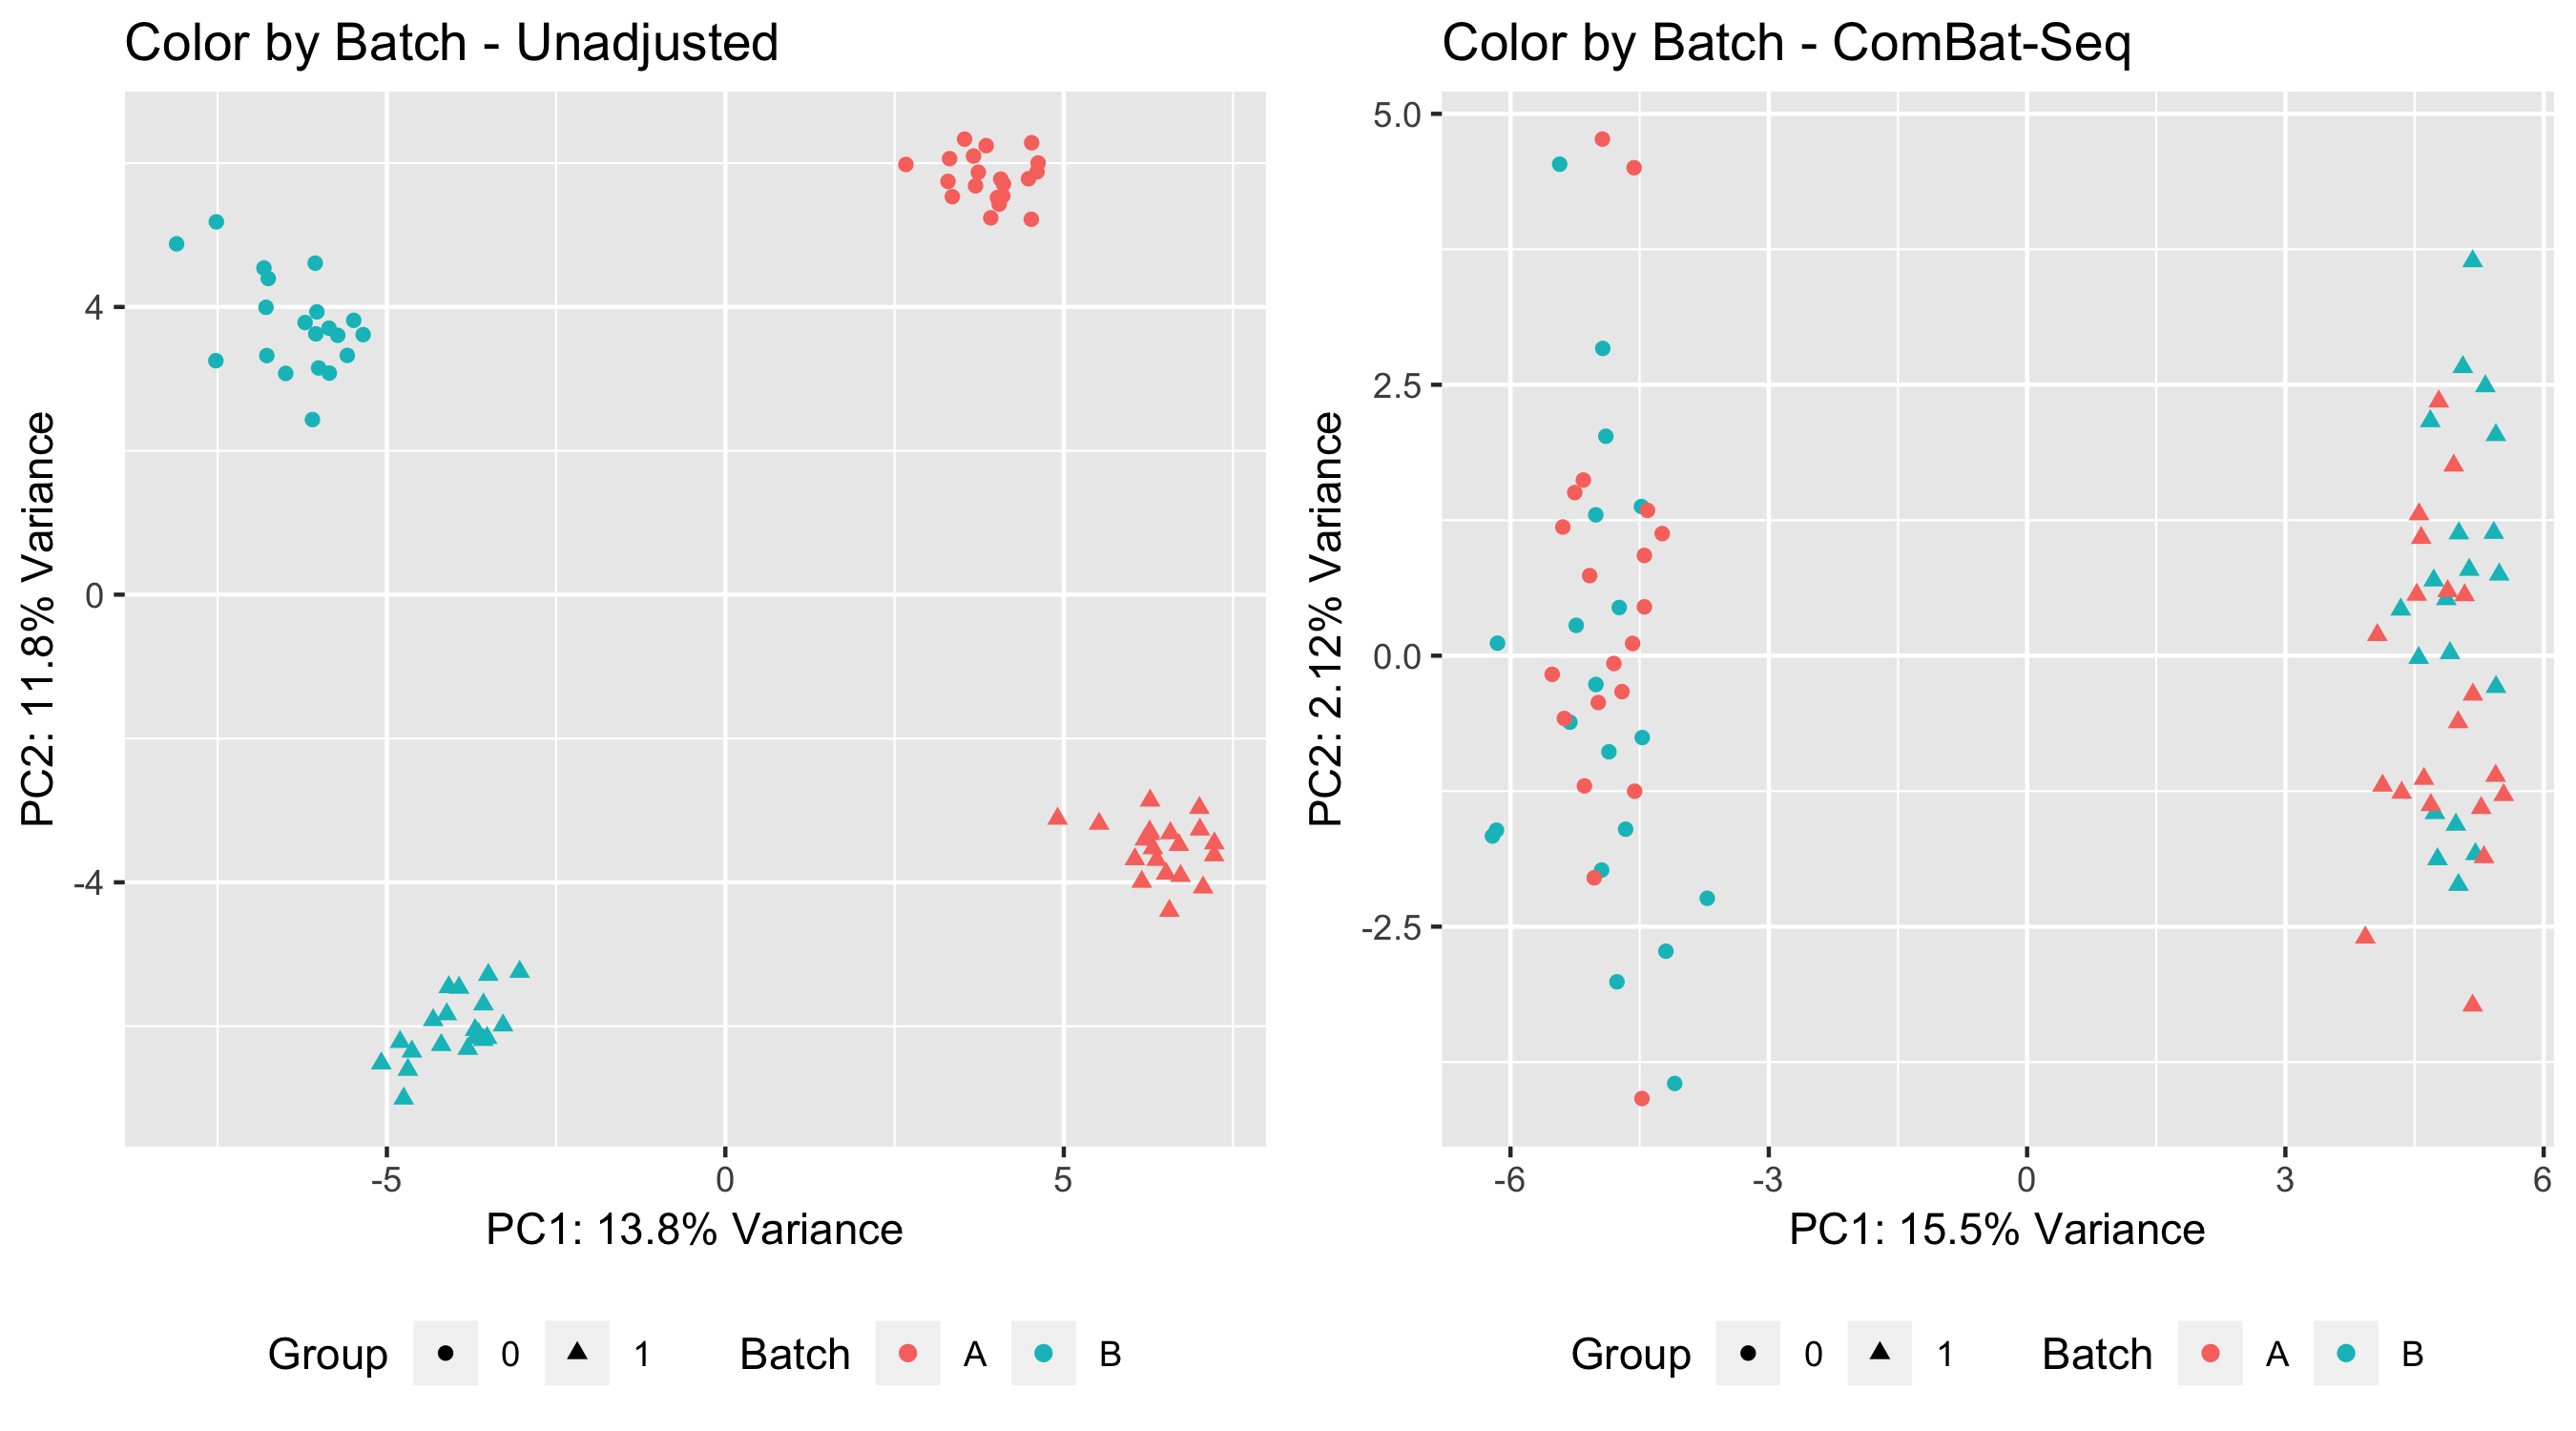 Color by Batch - Unadjusted
PC2: 11.8% Variance
4
0
-4
-5
0
5
PC1: 13.8% Variance
Group
0
1
Batch
A
B
Color by Batch - ComBat-Seq
PC2: 2.12% Variance
5.0
2.5
0.0
-2.5
-6
-3
0
3
6
PC1: 15.5% Variance
Group
0
1
Batch
A
B